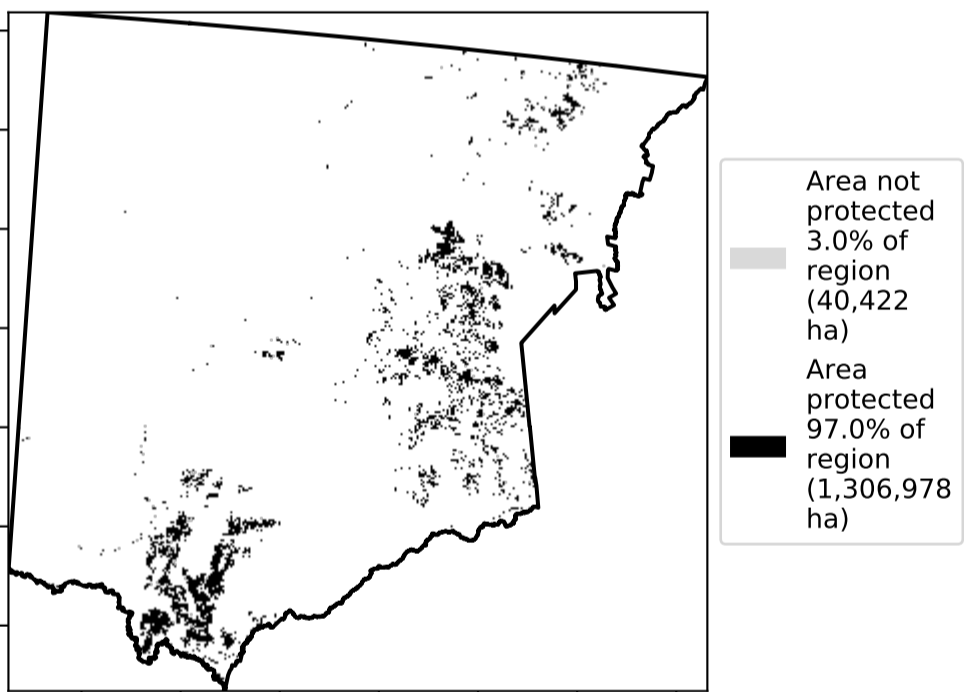 Area not
protected
3.0% of
region
(40,422
ha)
Area
protected
97.0% of
region
(1,306,978
ha)